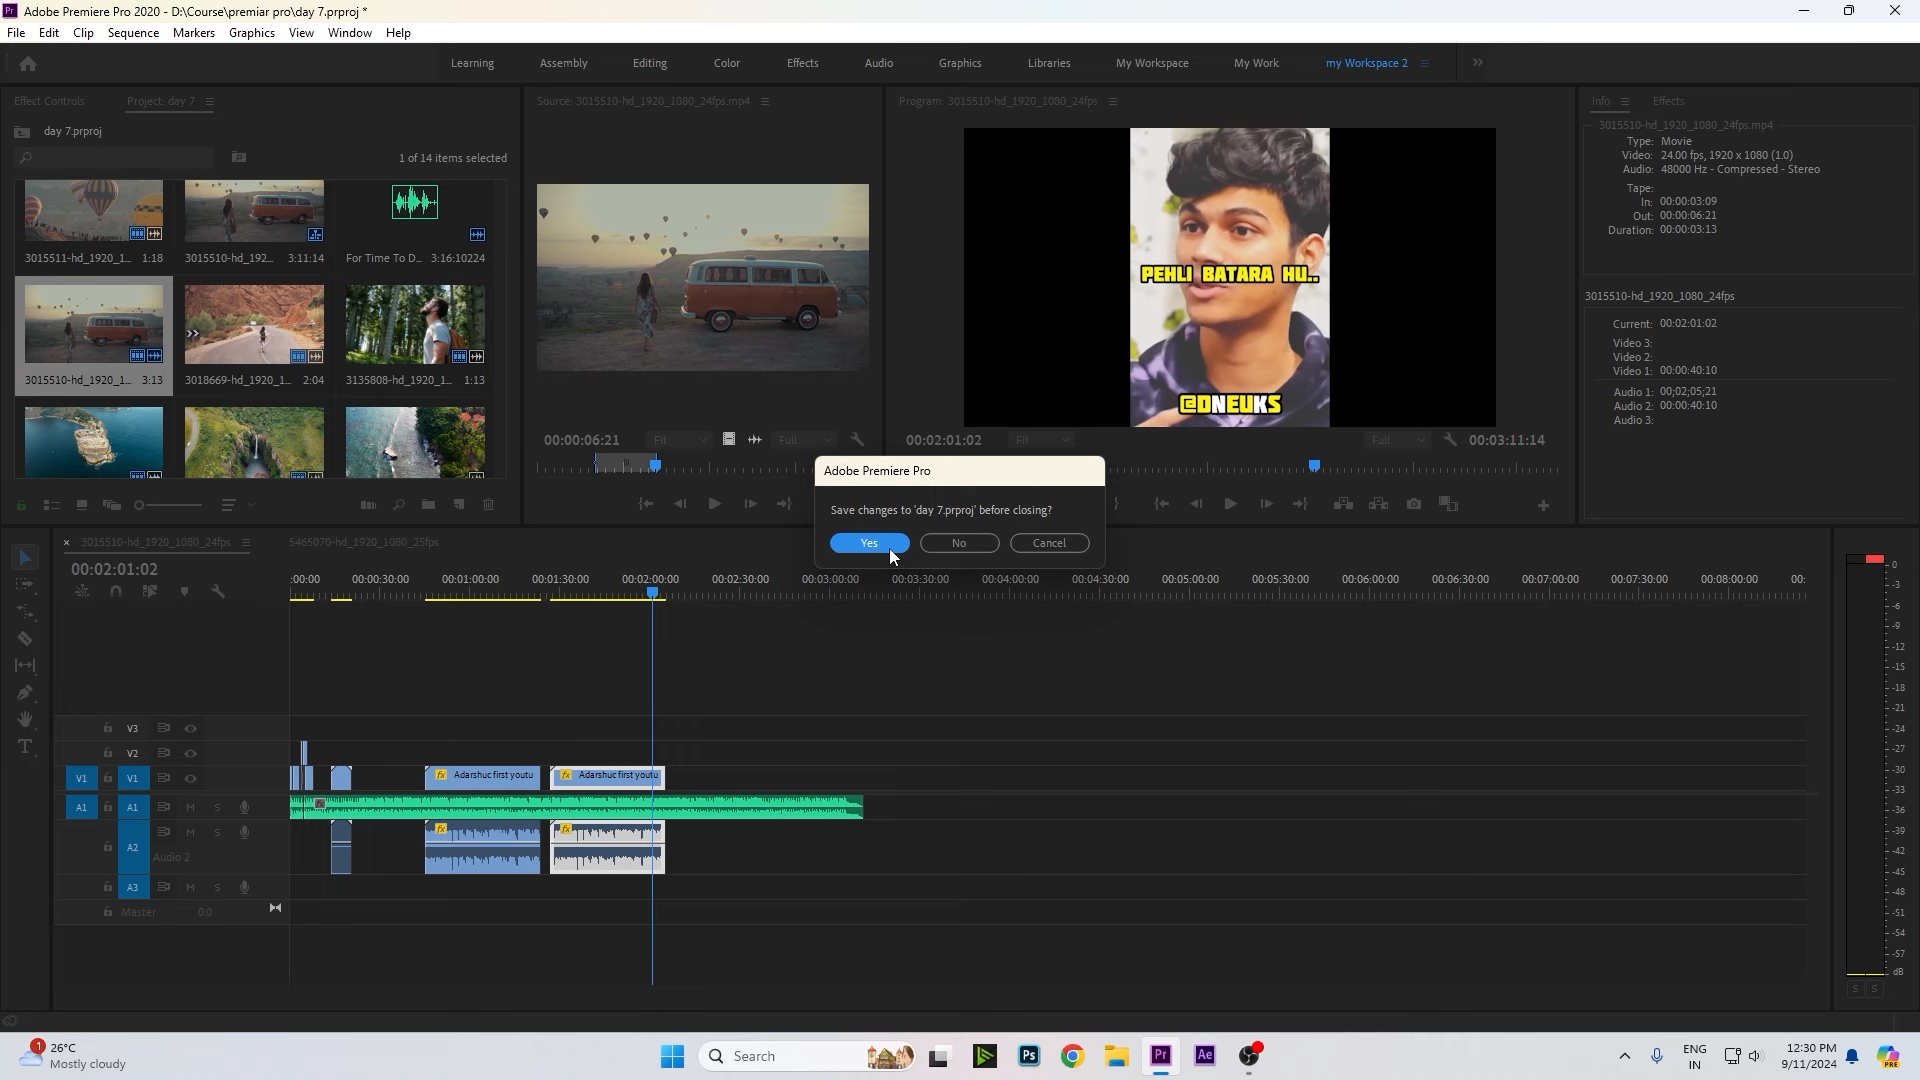 Adobe Premiere Pro 2020 - D:\Course\premiar pro\day 7.prproj *
File Edit Clip Sequence Markers Graphics View Window Help
Learning Assembly Editing Color Effects Audio Graphics Libraries My Workspace My Work my Workspace 2
Effect Controls Project: day 7
day 7.prproj
1 of 14 items selected
3015511-hd_1920_1... 1:18
3015510-hd_192... 3:11:14
For Time To D... 3:16:10224
3015510-hd_1920_1... 3:13
3018669-hd_1920_1... 2:04
3135808-hd_1920_1... 1:13
Source: 3015510-hd_1920_1080_24fps.mp4
00:00:06:21 Fit Full
Program: 3015510-hd_1920_1080_24fps
PEHLI BATARA HU..
@DNEUKS
00:02:01:02 Fit Full 00:03:11:14
Info Effects
3015510-hd_1920_1080_24fps.mp4
Type: Movie
Video: 24.00 fps, 1920 x 1080 (1.0)
Audio: 48000 Hz - Compressed - Stereo
Tape:
In: 00:00:03:09
Out: 00:00:06:21
Duration: 00:00:03:13
3015510-hd_1920_1080_24fps
Current: 00:02:01:02
Video 3:
Video 2:
Video 1: 00:00:40:10
Audio 1: 00;02;05;21
Audio 2: 00:00:40:10
Audio 3:
Adobe Premiere Pro
Save changes to 'day 7.prproj' before closing?
Yes No Cancel
3015510-hd_1920_1080_24fps 5465070-hd_1920_1080_25fps
00:02:01:02
:00:00 00:00:30:00 00:01:00:00 00:01:30:00 00:02:00:00 00:02:30:00 00:03:00:00 00:03:30:00 00:04:00:00 00:04:30:00 00:05:00:00 00:05:30:00 00:06:00:00 00:06:30:00 00:07:00:00 00:07:30:00 00:08:00:00 00:
V3
V2
V1 V1 fx Adarshuc first youtu fx Adarshuc first youtu
A1 A1 M S fx
A2 M S fx fx
Audio 2
A3 M S
Master 0.0
0
-3
-6
-9
-12
-15
-18
-21
-24
-27
-30
-33
-36
-39
-42
-45
-48
-51
-54
-57
dB
S S
1 26°C
Mostly cloudy
Search
Ps Pr Ae
ENG
IN
12:30 PM
9/11/2024
PRE